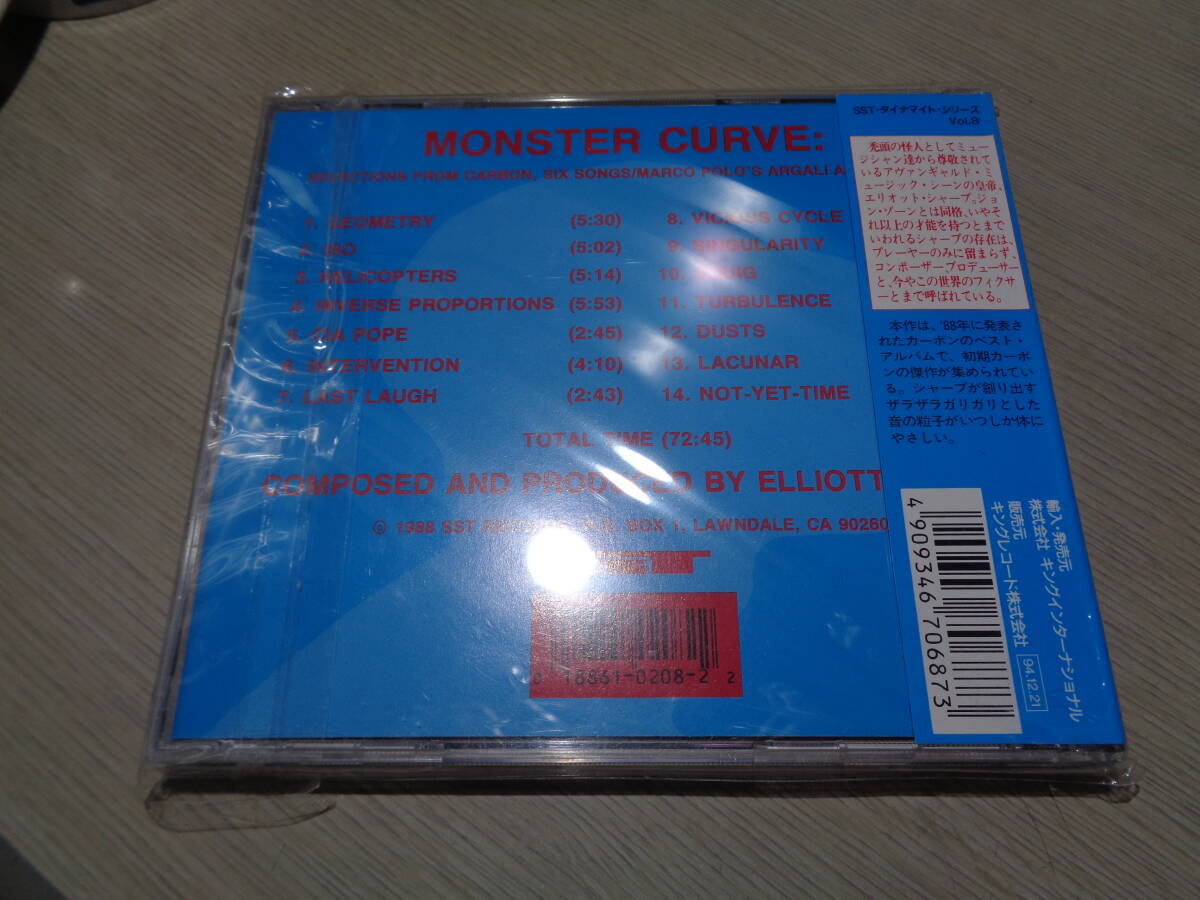 MONSTER CURVE:
SELECTIONS FROM CARBON, SIX SONGS/MARCO POLO'S ARGALI A
1. GEOMETRY (5:30)
2. ISO (5:02)
3. HELICOPTERS (5:14)
4. INVERSE PROPORTIONS (5:53)
5. CIA POPE (2:45)
6. INTERVENTION (4:10)
7. LAST LAUGH (2:43)
8. VICIOUS CYCLE
9. SINGULARITY
10.
11. TURBULENCE
12. DUSTS
13. LACUNAR
14. NOT-YET-TIME
TOTAL TIME (72:45)
COMPOSED AND PRODUCED BY ELLIOTT
© 1988 SST RECORDS, P.O. BOX 1, LAWNDALE, CA 90260
SST
0 18861-0208-2 2
SST・ダイナマイト・シリーズ
Vol.8
禿頭の怪人としてミュー
ジシャン達から尊敬されて
いるアヴァンギャルド・ミ
ュージック・シーンの皇帝、
エリオット・シャープ。ジョ
ン・ゾーンとは同格、いやそ
れ以上の才能を持つとまで
いわれるシャープの存在は、
プレーヤーのみに留まらず、
コンポーザー、プロデューサー
と、今やこの世界のフィクサ
ーとまで呼ばれている。
本作は、'88年に発表さ
れたカーボンのベスト・
アルバムで、初期カーボ
ンの傑作が集められてい
る。シャープが創り出す
ザラザラガリガリとした
音の粒子がいつしか体に
やさしい。
4 909346 706873
輸入・発売元
株式会社 キングインターナショナル
販売元
キングレコード株式会社
94.12.21